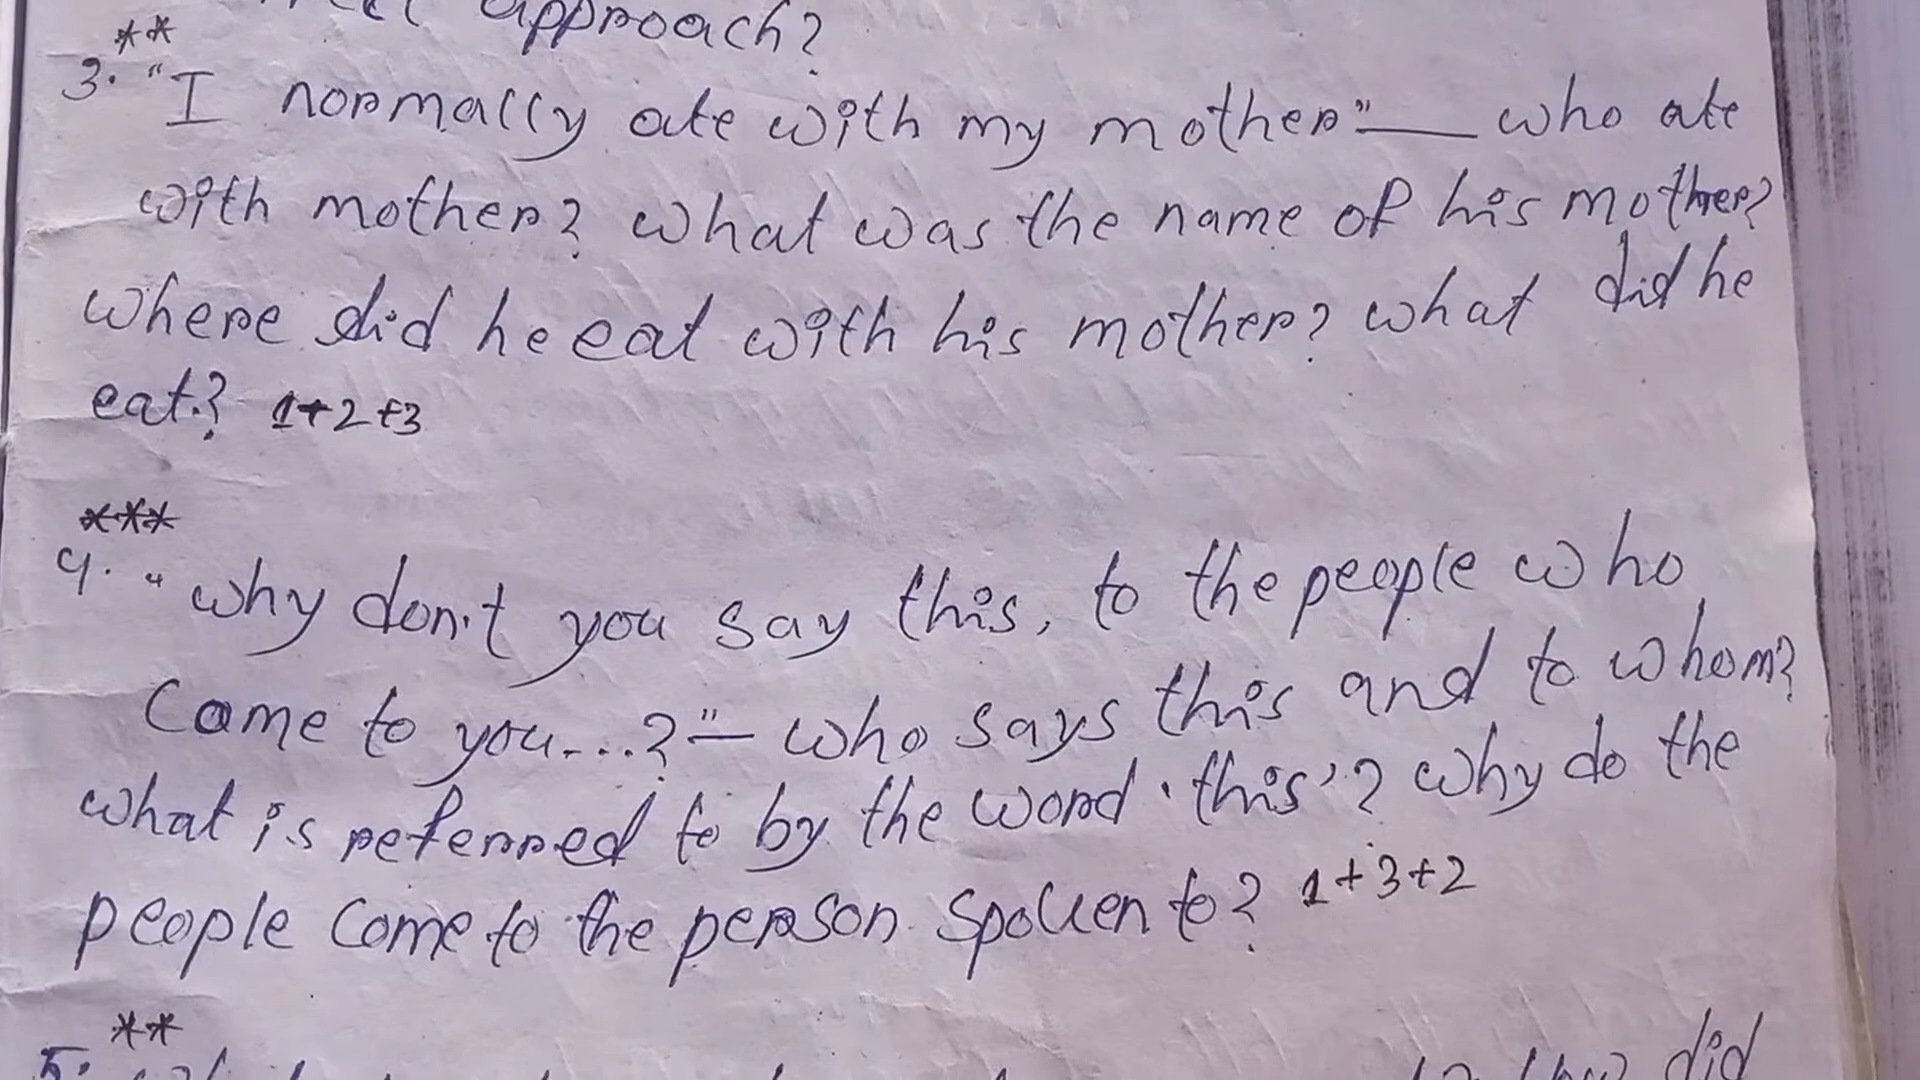 approach?
**
3. "I normally ate with my mother" — who ate
with mother? what was the name of his mother?
where did he eat with his mother? what did he
eat? 1+2+3
***
4. "why don't you say this, to the people who
came to you...?" — who says this and to whom?
what is referred to by the word 'this'? why do the
people come to the person spoken to? 1+3+2
**
5.
did